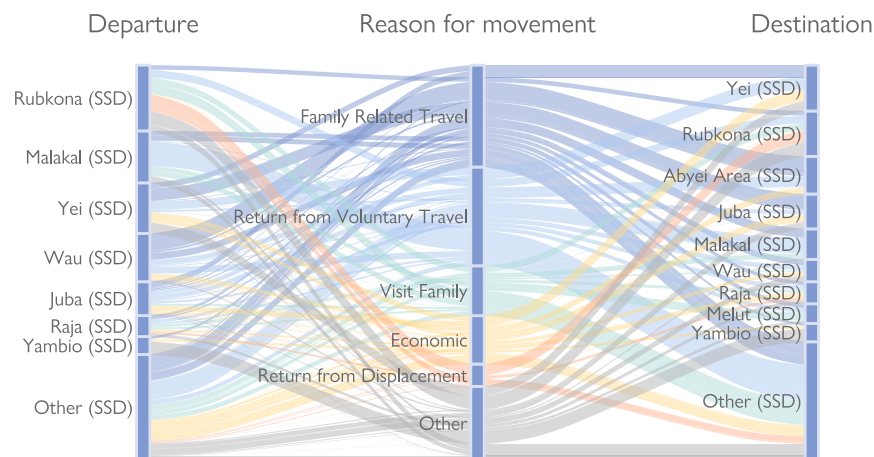 Departure
Reason for movement
Destination
Rubkona (SSD)
Malakal (SSD)
Yei (SSD)
Wau (SSD)
Juba (SSD)
Raja (SSD)
Yambio (SSD)
Other (SSD)
Family Related Travel
Return from Voluntary Travel
Visit Family
Economic
Return from Displacement
Other
Yei (SSD)
Rubkona (SSD)
Abyei Area (SSD)
Juba (SSD)
Malakal (SSD)
Wau (SSD)
Raja (SSD)
Melut (SSD)
Yambio (SSD)
Other (SSD)